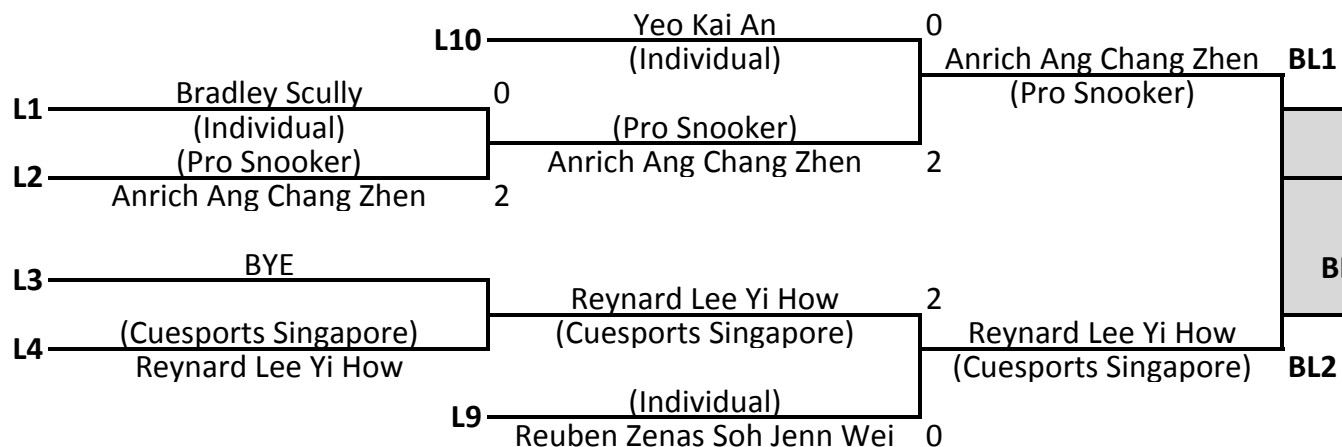 L10 Yeo Kai An 0
(Individual)
Anrich Ang Chang Zhen BL1
(Pro Snooker)
L1 Bradley Scully 0
(Individual)
(Pro Snooker)
L2
Anrich Ang Chang Zhen 2
(Pro Snooker)
Anrich Ang Chang Zhen 2
L3 BYE
(Cuesports Singapore)
L4
Reynard Lee Yi How
Reynard Lee Yi How 2
(Cuesports Singapore)
Reynard Lee Yi How
(Cuesports Singapore) BL2
L9 (Individual)
Reuben Zenas Soh Jenn Wei 0